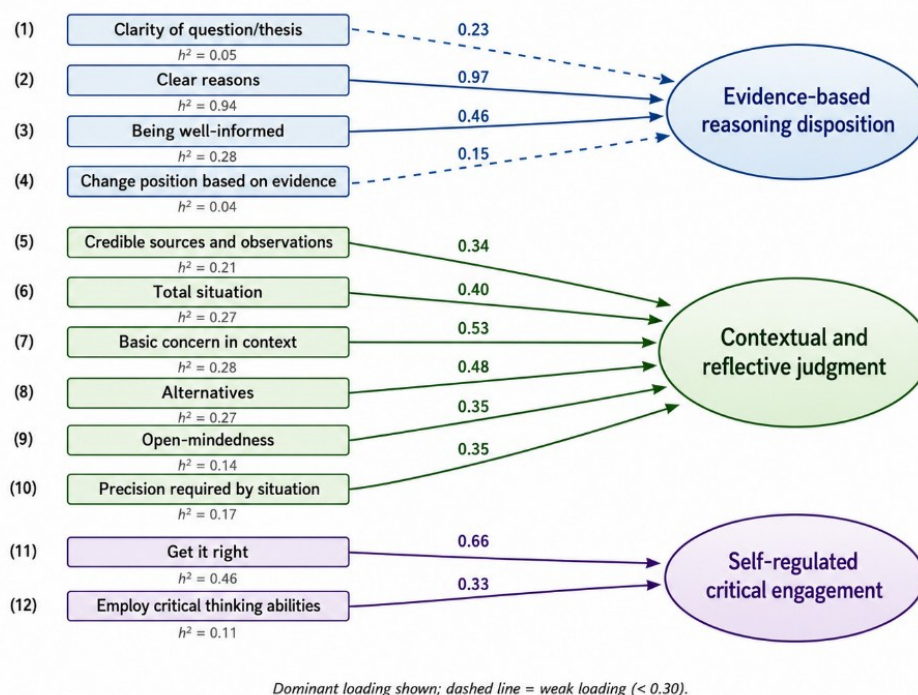 (1) Clarity of question/thesis 0.23
h² = 0.05
(2) Clear reasons 0.97
h² = 0.94
(3) Being well-informed 0.46
h² = 0.28
(4) Change position based on evidence 0.15
h² = 0.04
Evidence-based
reasoning disposition
(5) Credible sources and observations 0.34
h² = 0.21
(6) Total situation 0.40
h² = 0.27
(7) Basic concern in context 0.53
h² = 0.28
(8) Alternatives 0.48
h² = 0.27
(9) Open-mindedness 0.35
h² = 0.14
(10) Precision required by situation 0.35
h² = 0.17
Contextual and
reflective judgment
(11) Get it right 0.66
h² = 0.46
(12) Employ critical thinking abilities 0.33
h² = 0.11
Self-regulated
critical engagement
Dominant loading shown; dashed line = weak loading (< 0.30).